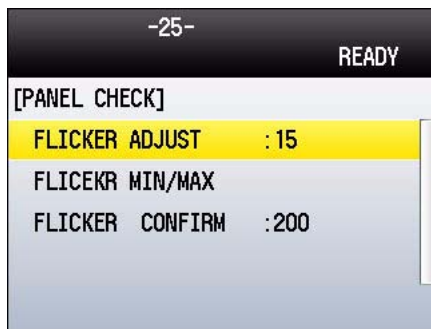 -25-
READY
[PANEL CHECK]
FLICKER ADJUST :15
FLICEKR MIN/MAX
FLICKER CONFIRM :200